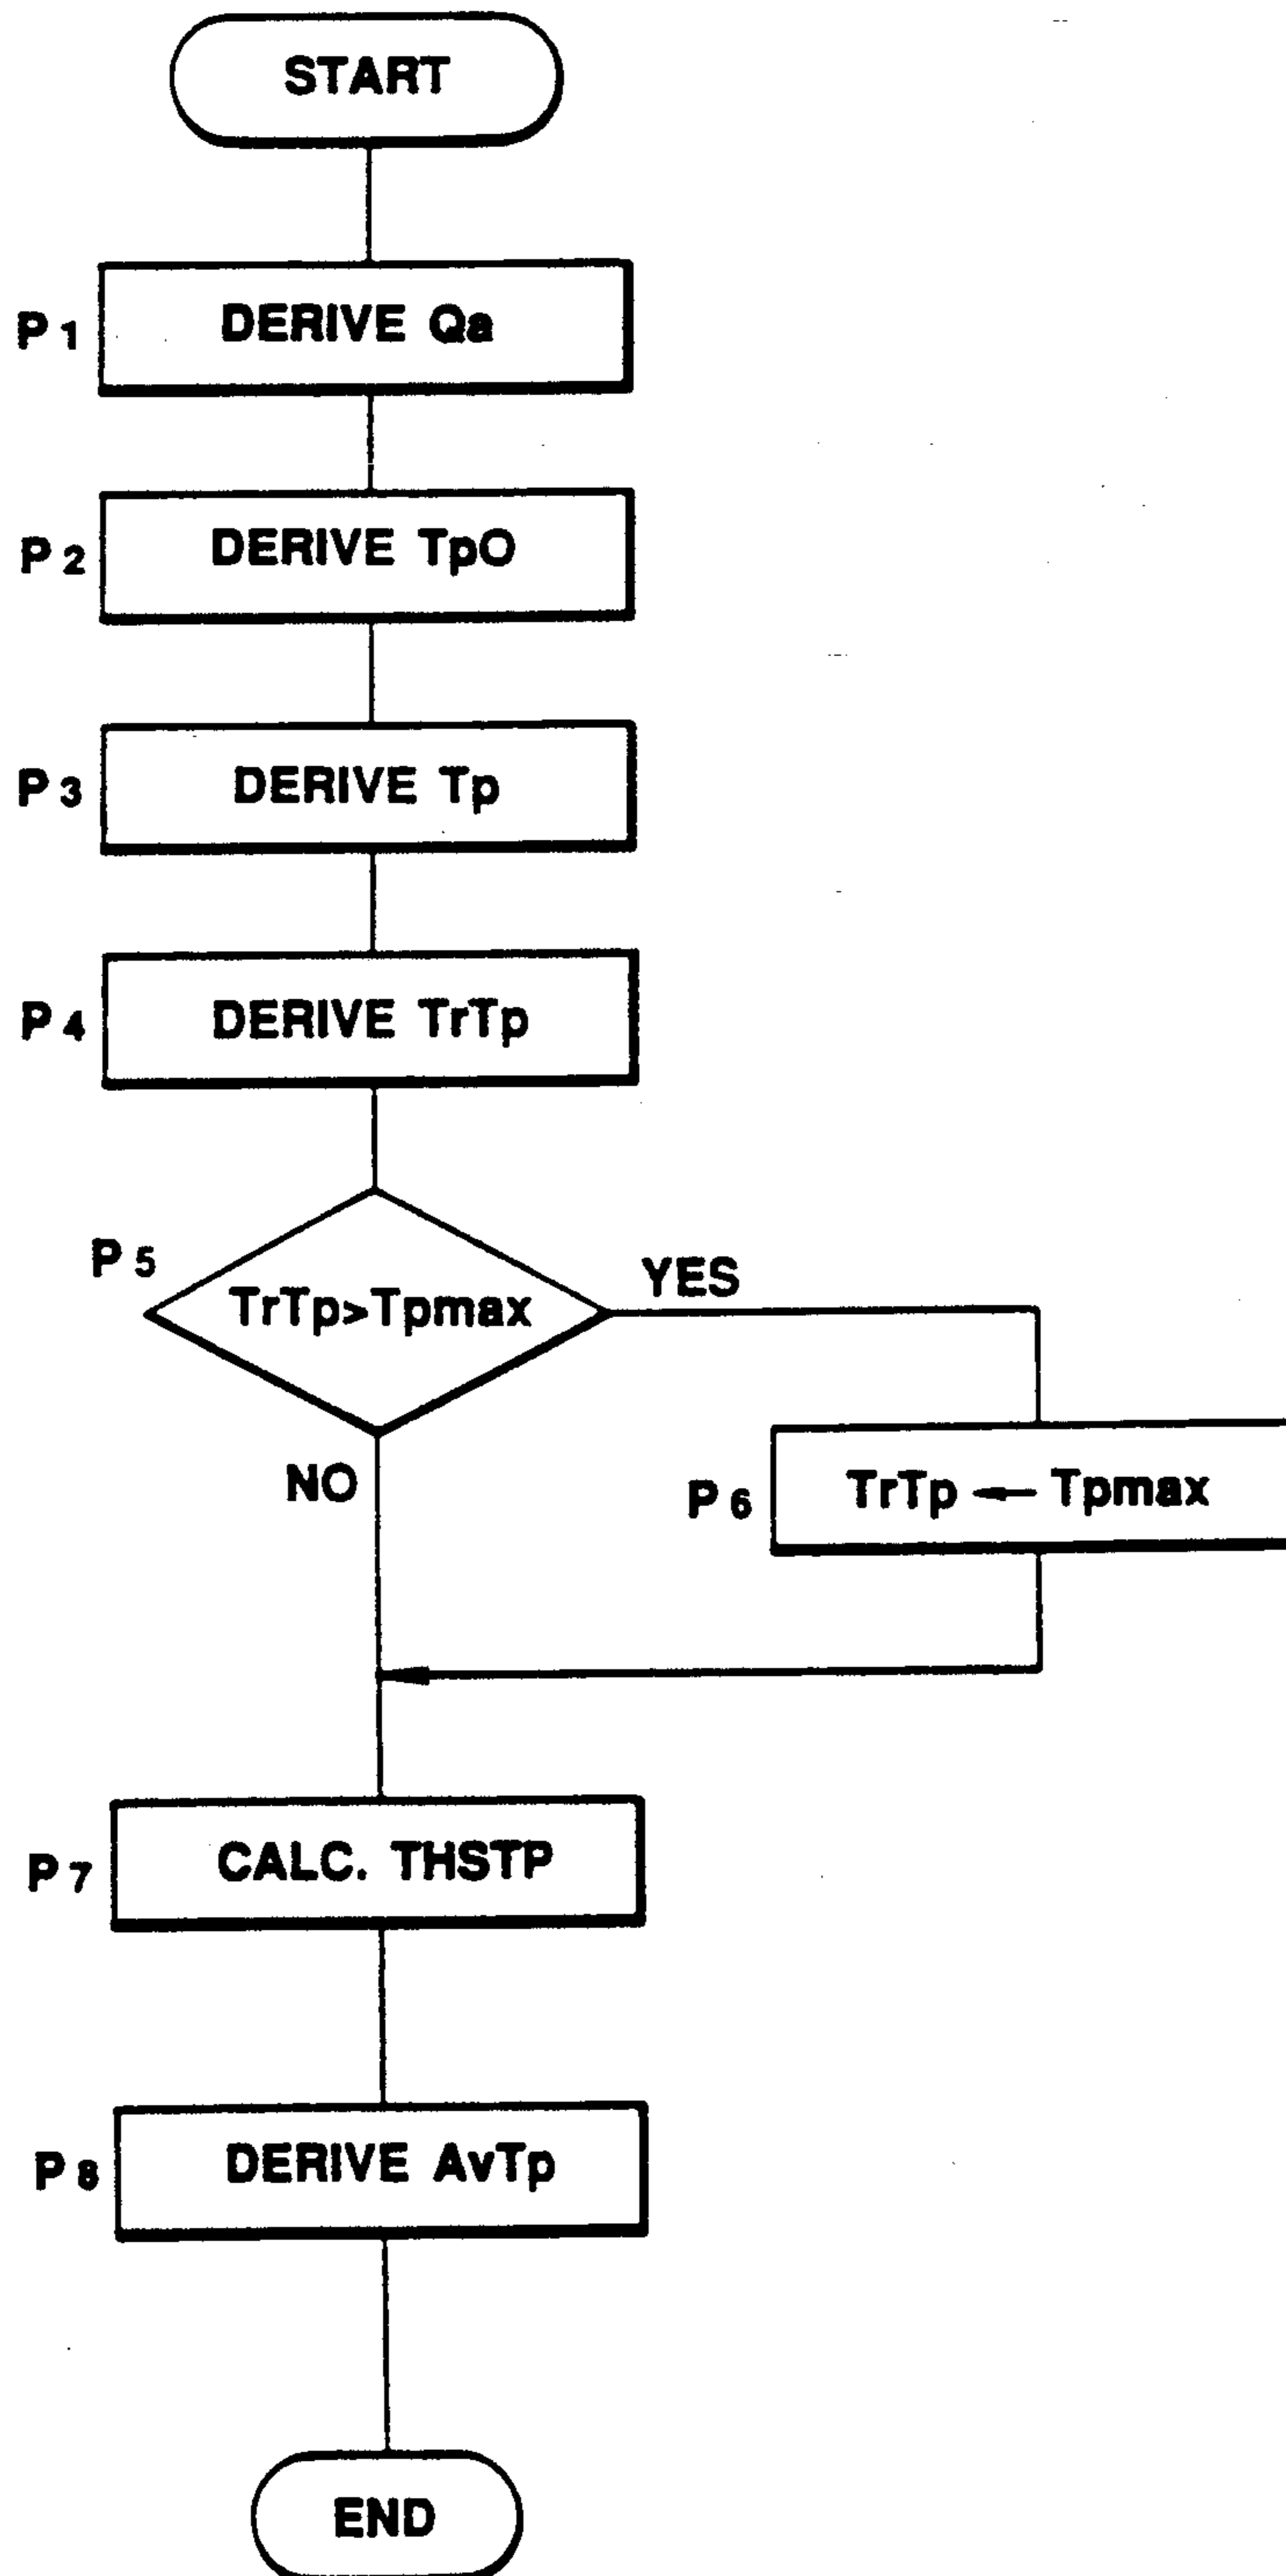 START
P1 DERIVE Qa
P2 DERIVE TpO
P3 DERIVE Tp
P4 DERIVE TrTp
P5 TrTp>Tpmax YES
NO
P6 TrTp ← Tpmax
P7 CALC. THSTP
P8 DERIVE AvTp
END